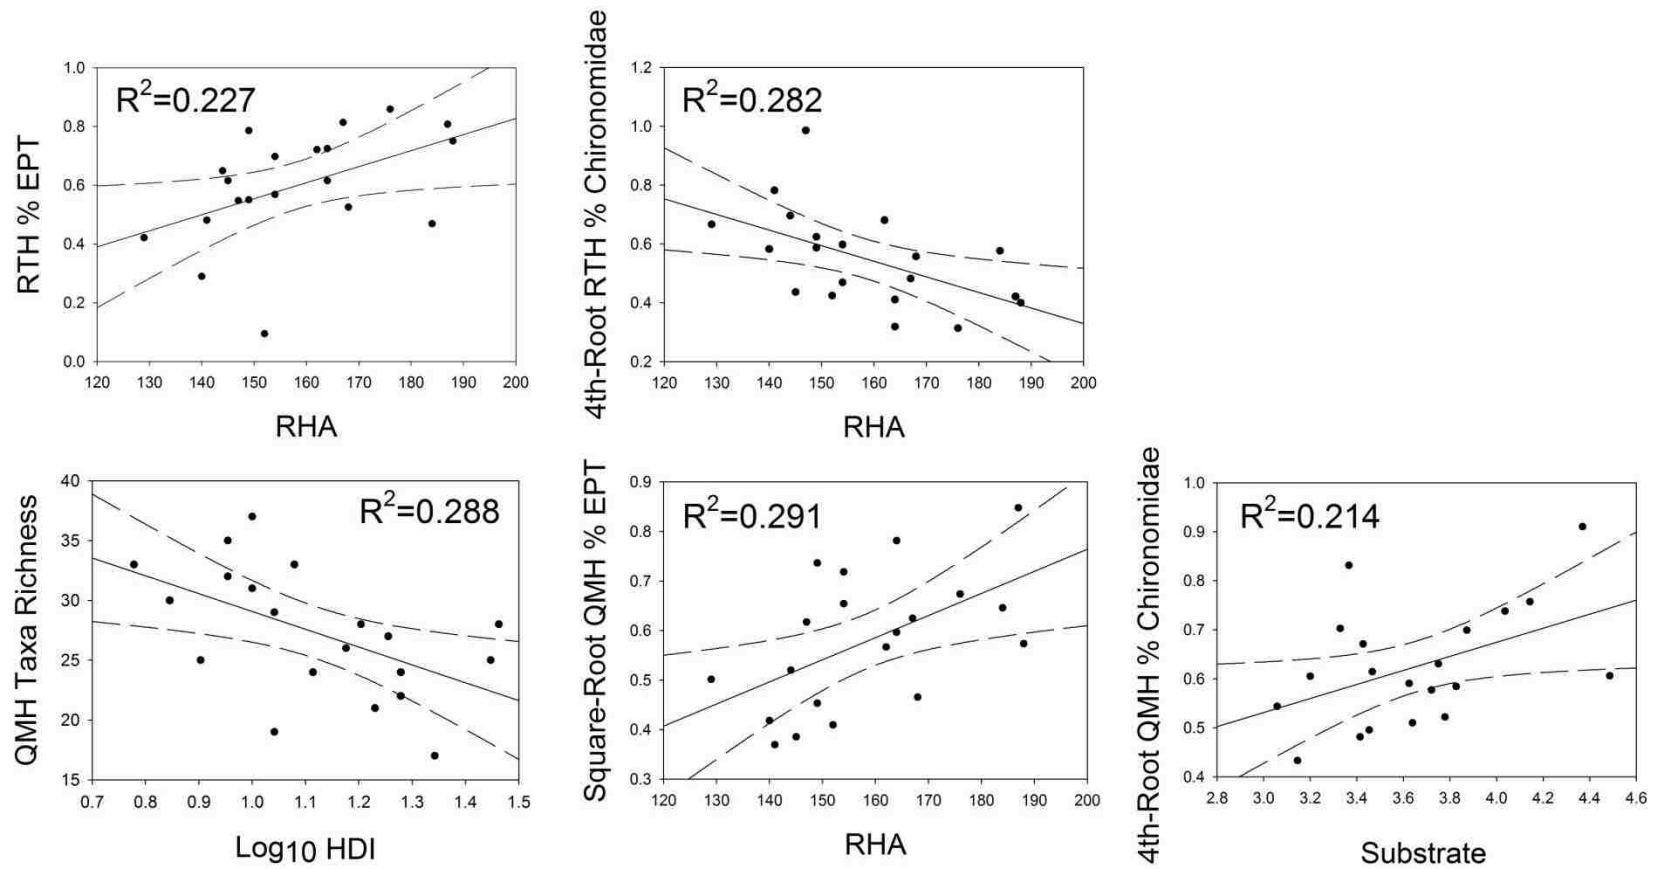 R²=0.227
RTH % EPT
1.0
0.8
0.6
0.4
0.2
0.0
120 130 140 150 160 170 180 190 200
RHA
R²=0.282
4th-Root RTH % Chironomidae
1.2
1.0
0.8
0.6
0.4
0.2
120 130 140 150 160 170 180 190 200
RHA
R²=0.288
QMH Taxa Richness
40
35
30
25
20
15
0.7 0.8 0.9 1.0 1.1 1.2 1.3 1.4 1.5
Log10 HDI
R²=0.291
Square-Root QMH % EPT
0.9
0.8
0.7
0.6
0.5
0.4
0.3
120 130 140 150 160 170 180 190 200
RHA
R²=0.214
4th-Root QMH % Chironomidae
1.0
0.9
0.8
0.7
0.6
0.5
0.4
2.8 3.0 3.2 3.4 3.6 3.8 4.0 4.2 4.4 4.6
Substrate